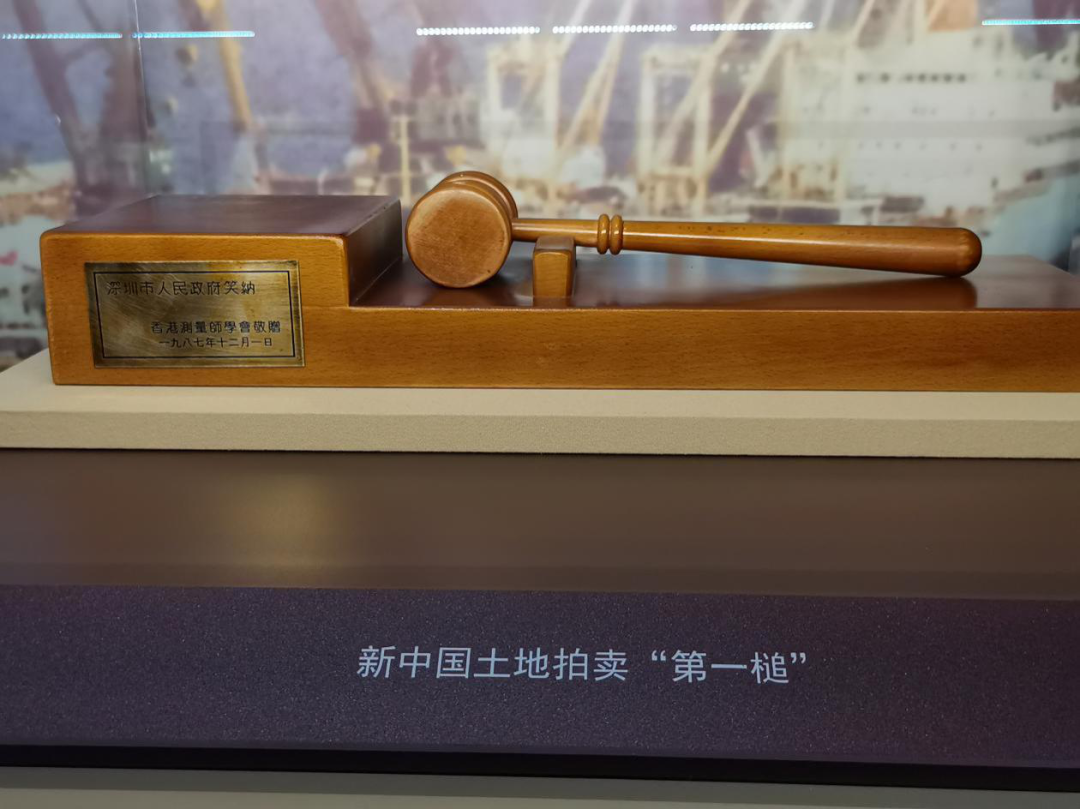 深圳市人民政府笑纳
香港測量師學會敬贈
一九八七年十二月一日
新中国土地拍卖“第一槌”